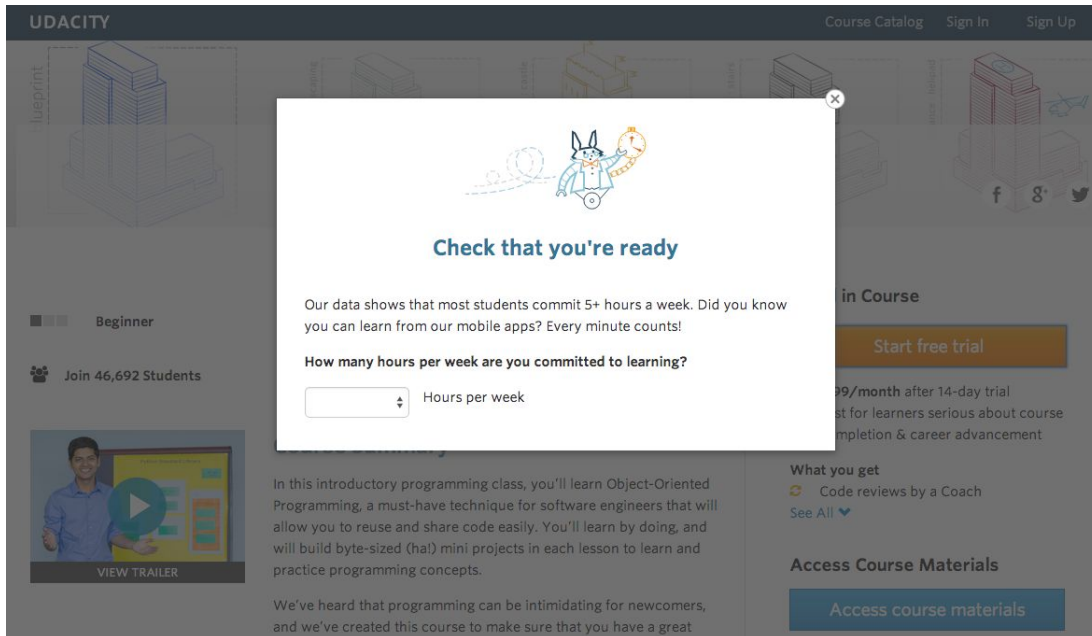 UDACITY
Course Catalog
Sign In
Sign Up
blueprint
Check that you're ready
Our data shows that most students commit 5+ hours a week. Did you know
you can learn from our mobile apps? Every minute counts!
How many hours per week are you committed to learning?
Hours per week
Beginner
Join 46,692 Students
VIEW TRAILER
Course Summary
In this introductory programming class, you'll learn Object-Oriented
Programming, a must-have technique for software engineers that will
allow you to reuse and share code easily. You'll learn by doing, and
will build byte-sized (ha!) mini projects in each lesson to learn and
practice programming concepts.
We've heard that programming can be intimidating for newcomers,
and we've created this course to make sure that you have a great
in Course
Start free trial
99/month after 14-day trial
for learners serious about course
& career advancement
What you get
Code reviews by a Coach
See All
Access Course Materials
Access course materials